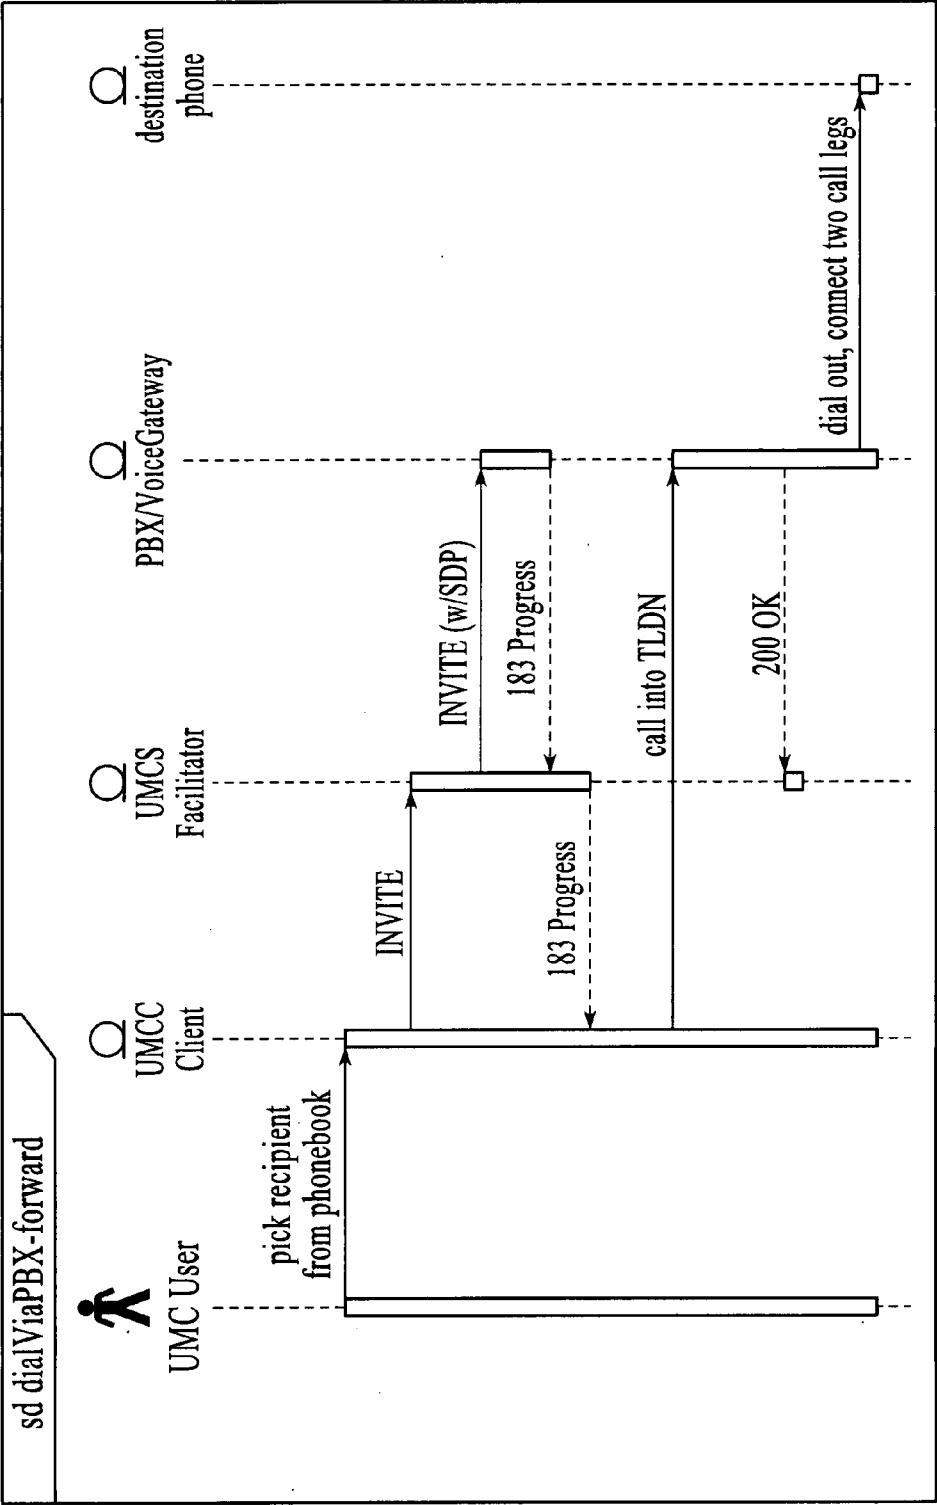 sd dialViaPBX-forward
UMC User
UMCC
Client
UMCS
Facilitator
PBX/VoiceGateway
destination
phone
pick recipient
from phonebook
INVITE
INVITE (w/SDP)
183 Progress
183 Progress
call into TLDN
200 OK
dial out, connect two call legs